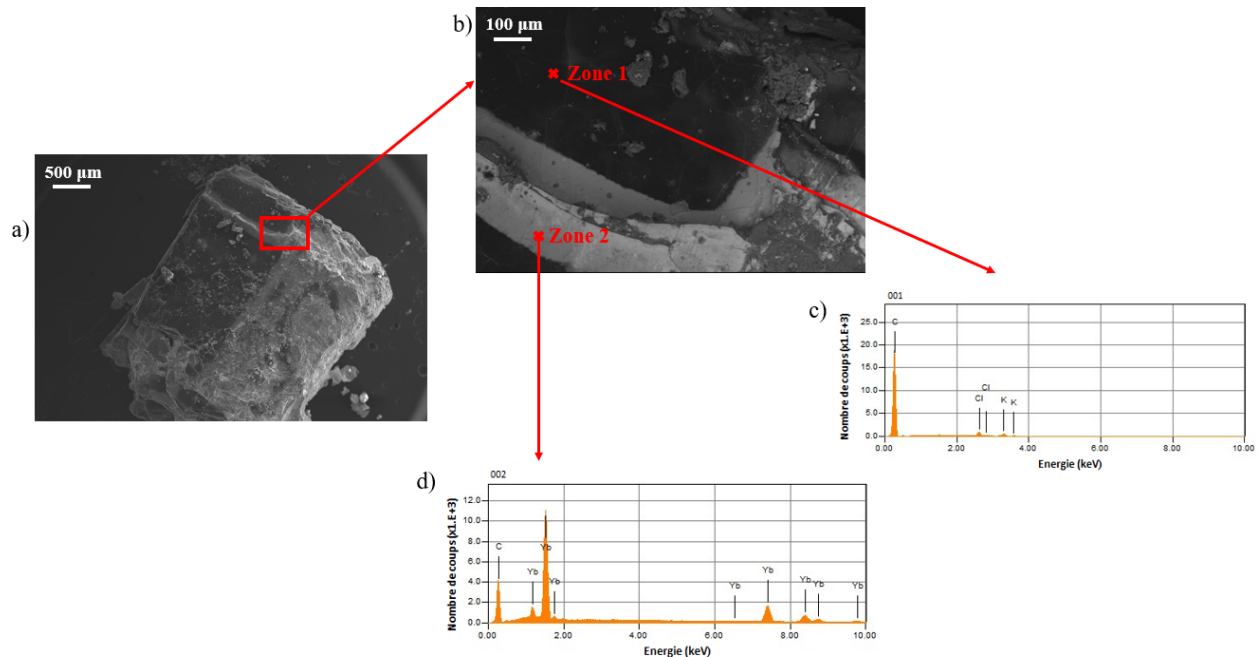 b)
100 µm
Zone 1
Zone 2
500 µm
a)
c)
001
Nombre de coups (x1.E+3)
25.0
20.0
15.0
10.0
5.0
0.0
C
Cl
Cl
K
K
0.00 2.00 4.00 6.00 8.00 10.00
Energie (keV)
d)
002
Nombre de coups (x1.E+3)
12.0
10.0
8.0
6.0
4.0
2.0
0.0
C
Yb
Yb
Yb
Yb
Yb
Yb
Yb
Yb
0.00 2.00 4.00 6.00 8.00 10.00
Energie (keV)